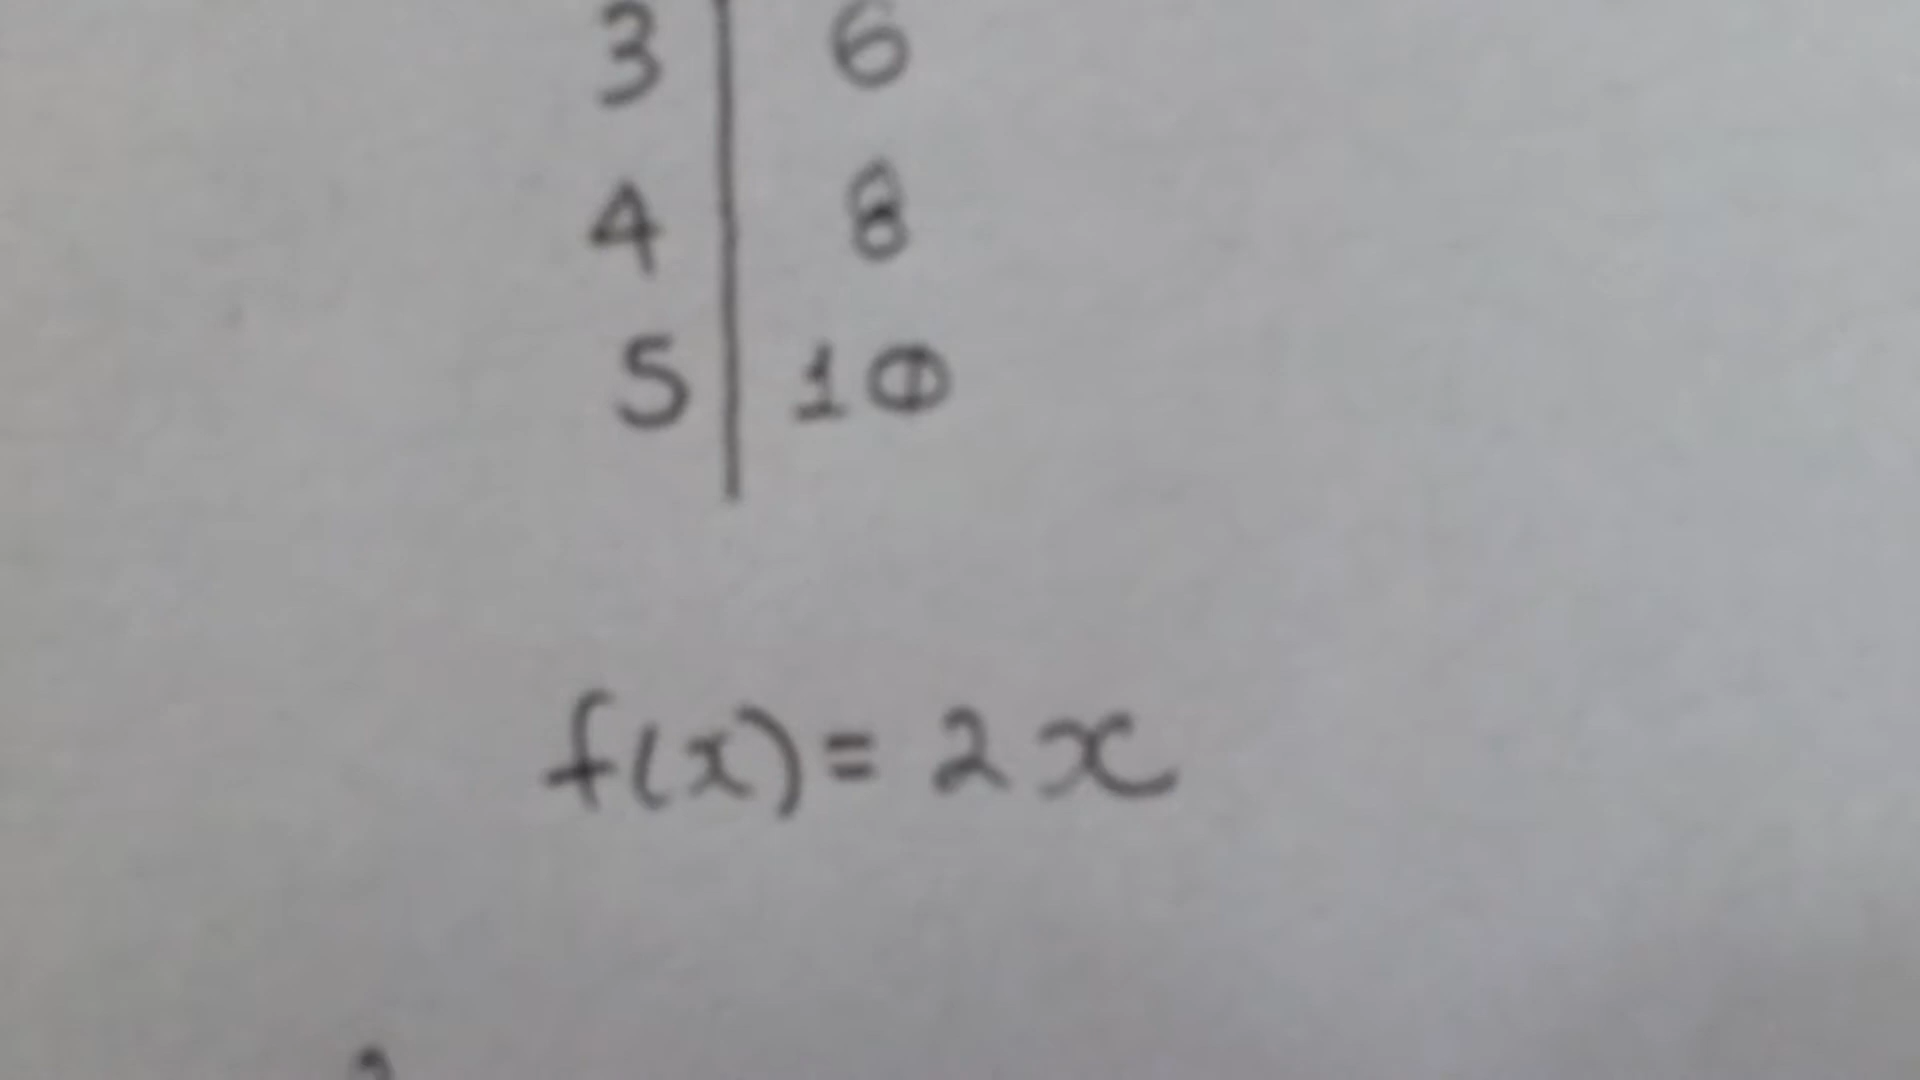 3 | 6
4 | 8
5 | 10
f(x) = 2x